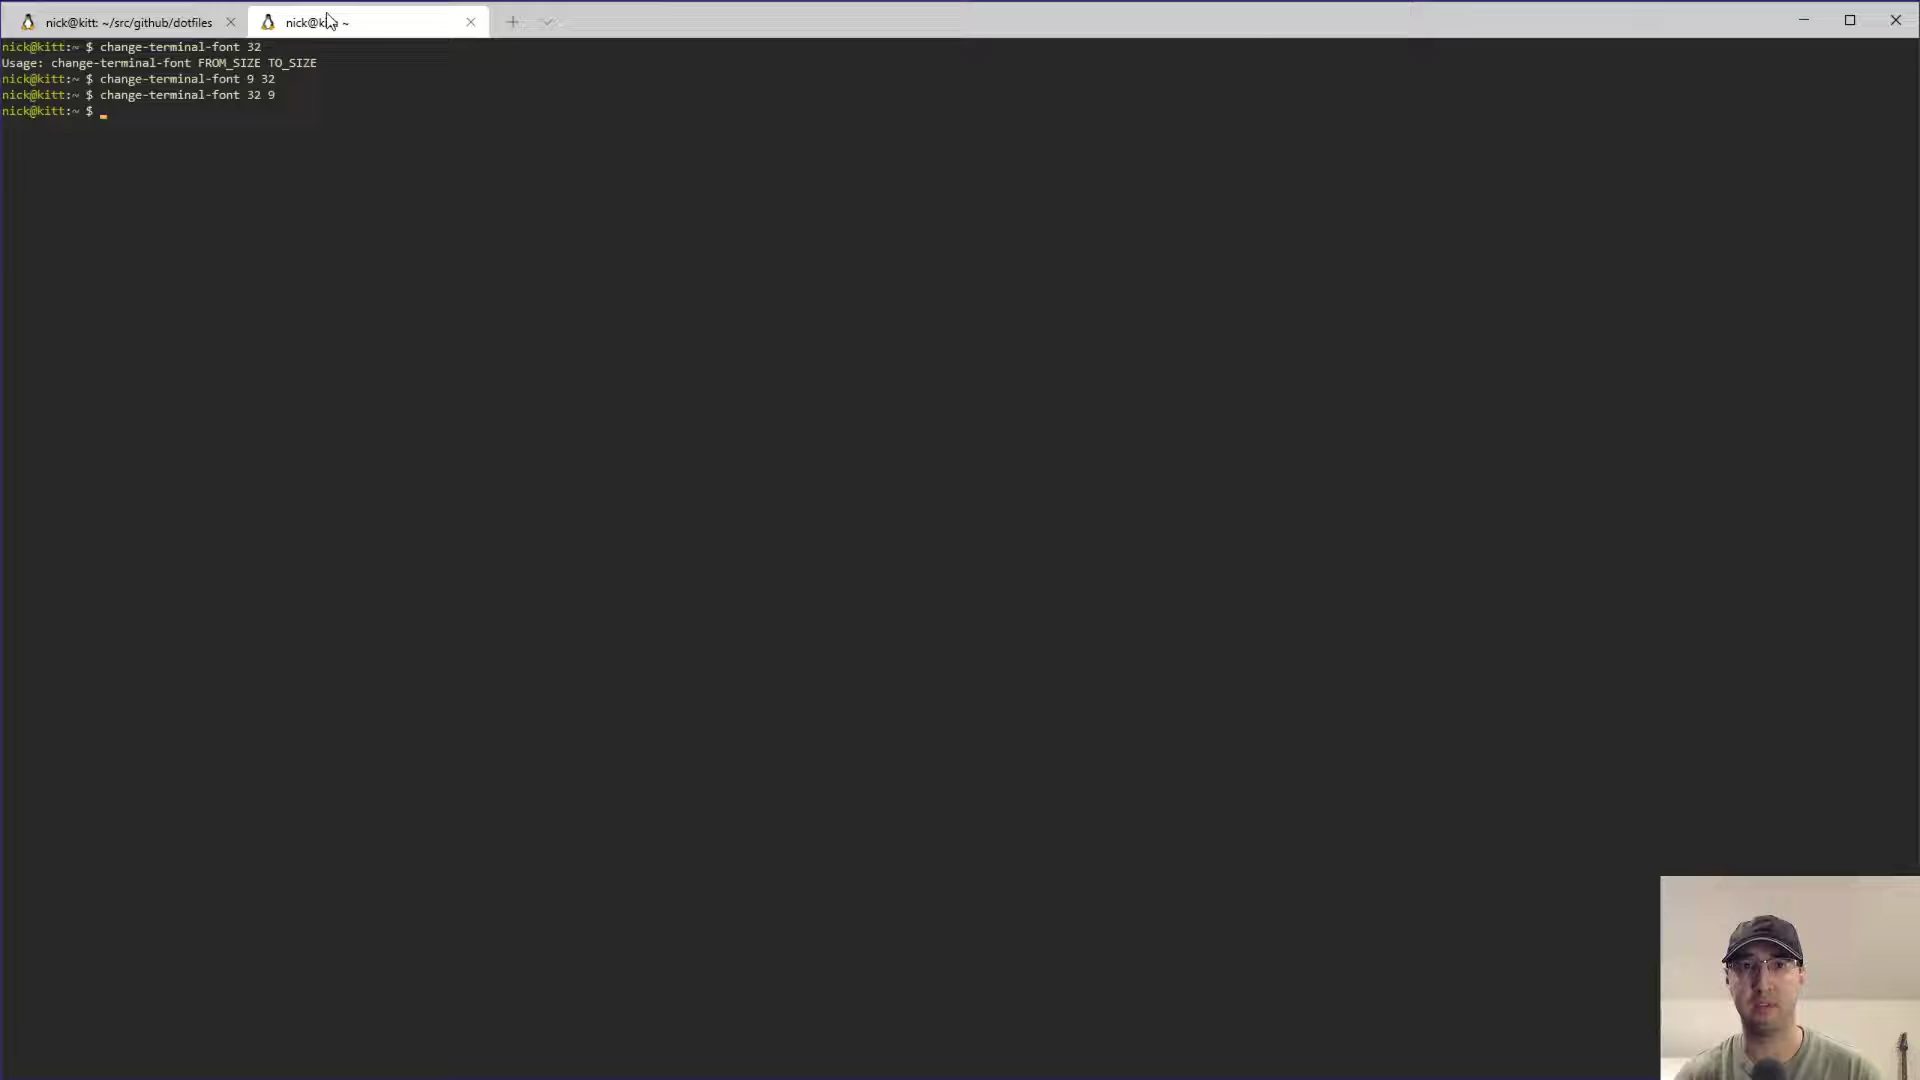 nick@kitt: ~/src/github/dotfiles
nick@kitt: ~
nick@kitt:~ $ change-terminal-font 32
Usage: change-terminal-font FROM_SIZE TO_SIZE
nick@kitt:~ $ change-terminal-font 9 32
nick@kitt:~ $ change-terminal-font 32 9
nick@kitt:~ $